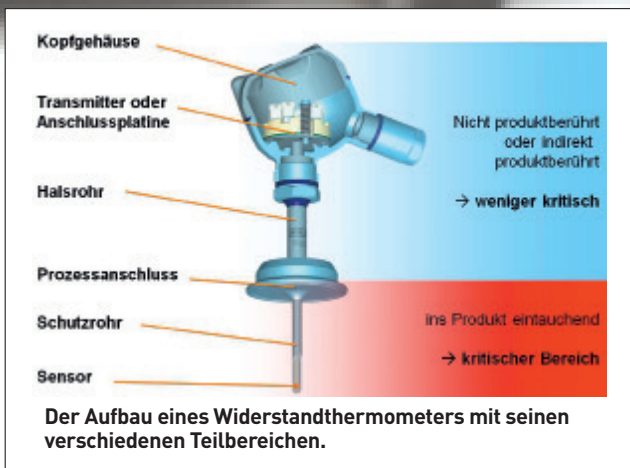 Kopfgehäuse
Transmitter oder
Anschlussplatine
Halsrohr
Prozessanschluss
Schutzrohr
Sensor
Nicht produktberührt
oder indirekt
produktberührt
→ weniger kritisch
ins Produkt eintauchend
→ kritischer Bereich
Der Aufbau eines Widerstandthermometers mit seinen
verschiedenen Teilbereichen.